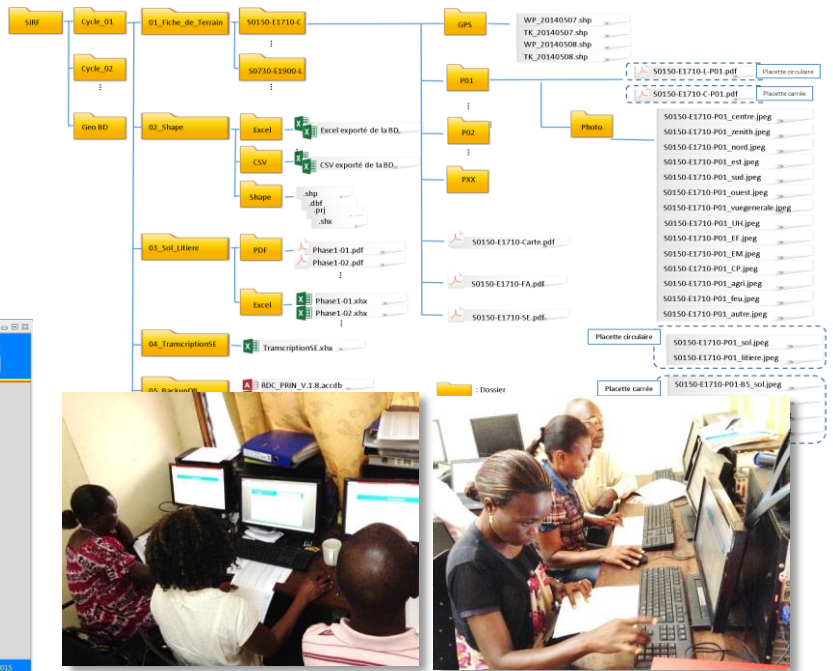 SIRF
Cycle_01
Cycle_02
Geo BD
01_Fiche_de_Terrain
S0150-E1710-C
S0730-E1900-L
02_Shape
Excel
Excel exporté de la BD
CSV
CSV exporté de la BD
Shape
.shp
.dbf
.prj
.shx
03_Sol_Litiere
PDF
Phase1-01.pdf
Phase1-02.pdf
Excel
Phase1-01.xlsx
Phase1-02.xlsx
04_TranscriptionSE
TranscriptionSE.xlsx
05_BackupDB
RDC_PRIN_V.1.8.accdb
GPS
WP_20140507.shp
TK_20140507.shp
WP_20140508.shp
TK_20140508.shp
P01
S0150-E1710-L-P01.pdf
Placette circulaire
S0150-E1710-C-P01.pdf
Placette carrée
P02
PXX
Photo
S0150-E1710-P01_centre.jpeg
S0150-E1710-P01_zenith.jpeg
S0150-E1710-P01_nord.jpeg
S0150-E1710-P01_est.jpeg
S0150-E1710-P01_sud.jpeg
S0150-E1710-P01_ouest.jpeg
S0150-E1710-P01_vuegenerale.jpeg
S0150-E1710-P01_UH.jpeg
S0150-E1710-P01_EF.jpeg
S0150-E1710-P01_EM.jpeg
S0150-E1710-P01_CP.jpeg
S0150-E1710-P01_agri.jpeg
S0150-E1710-P01_feu.jpeg
S0150-E1710-P01_autre.jpeg
S0150-E1710-Carte.pdf
S0150-E1710-FA.pdf
S0150-E1710-SE.pdf
Placette circulaire
S0150-E1710-P01_sol.jpeg
S0150-E1710-P01_litiere.jpeg
: Dossier
Placette carrée
S0150-E1710-P01-B5_sol.jpeg
2015